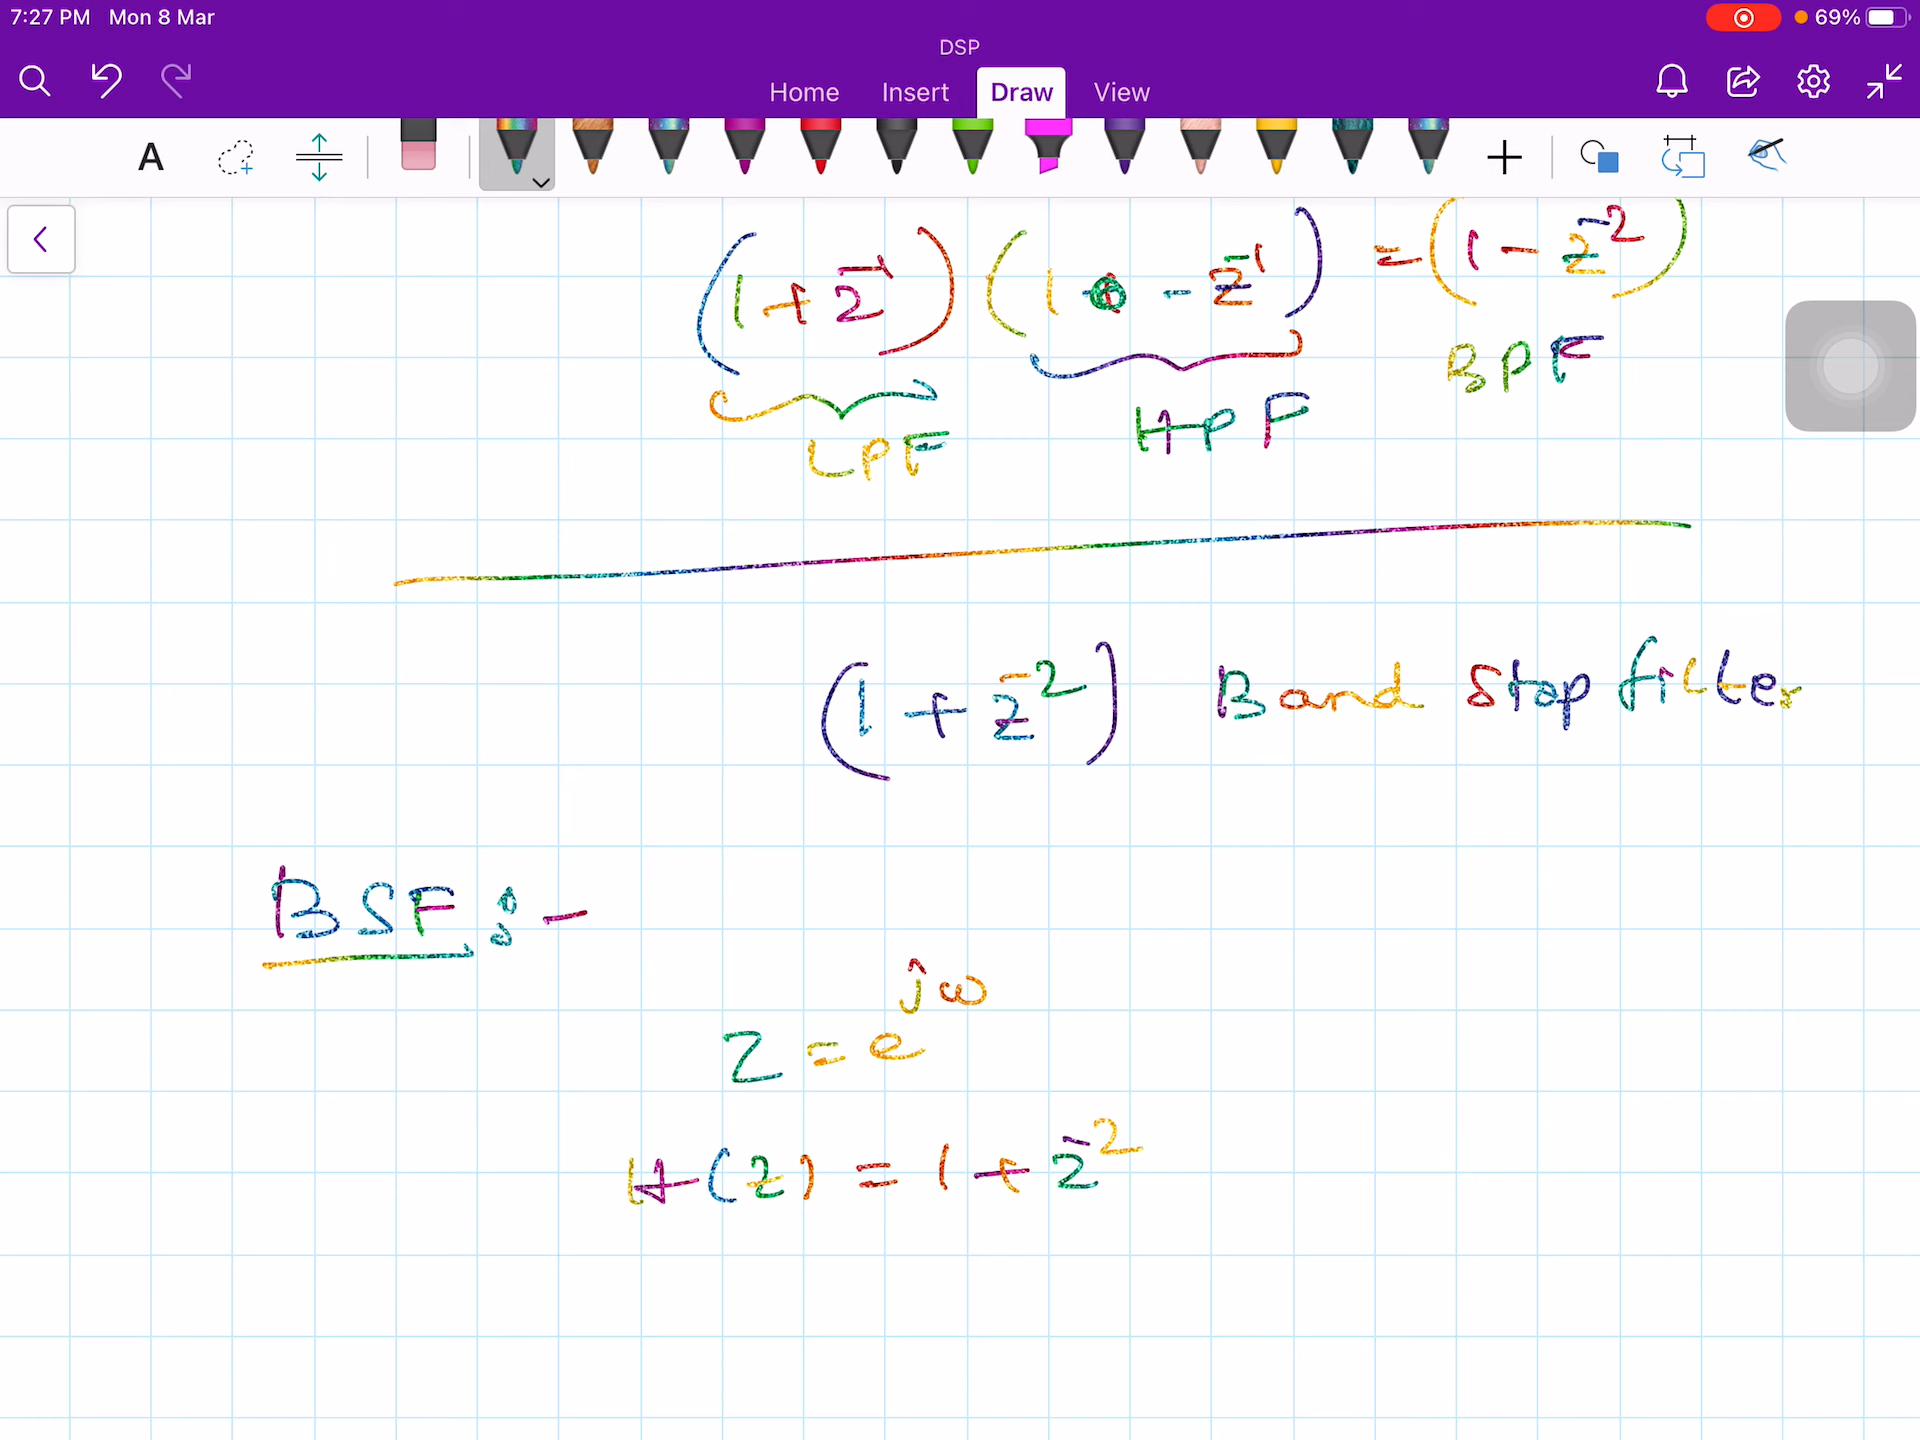 7:27 PM Mon 8 Mar 69%
DSP
Home Insert Draw View
A
(1 + z⁻¹) (1 - z⁻¹) = (1 - z⁻²)
LPF HPF BPF
(1 + z⁻²) Band Stop filter
BSF :-
z = e^jω
H(z) = 1 + z⁻²